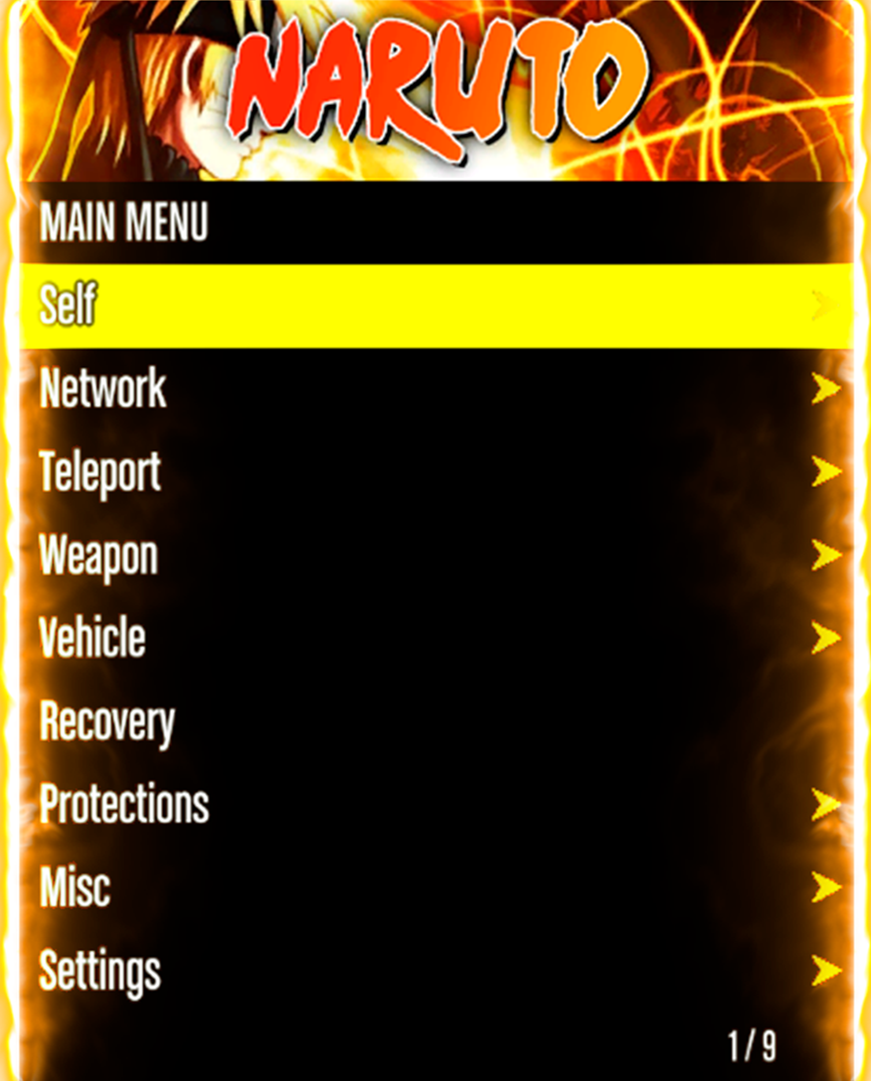 NARUTO
MAIN MENU
Self
Network
Teleport
Weapon
Vehicle
Recovery
Protections
Misc
Settings
1 / 9